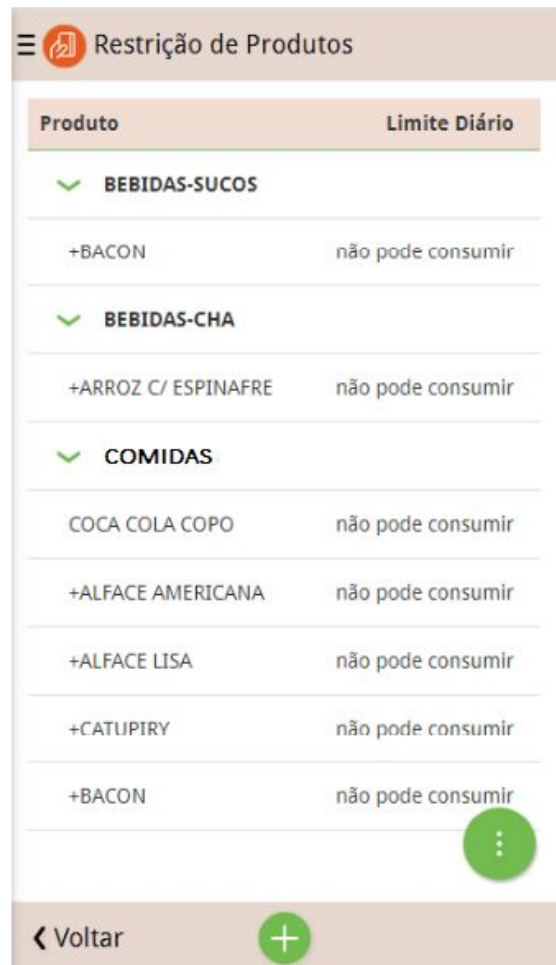 Restrição de Produtos
Produto Limite Diário
BEBIDAS-SUCOS
+BACON não pode consumir
BEBIDAS-CHA
+ARROZ C/ ESPINAFRE não pode consumir
COMIDAS
COCA COLA COPO não pode consumir
+ALFACE AMERICANA não pode consumir
+ALFACE LISA não pode consumir
+CATUPIRY não pode consumir
+BACON não pode consumir
Voltar